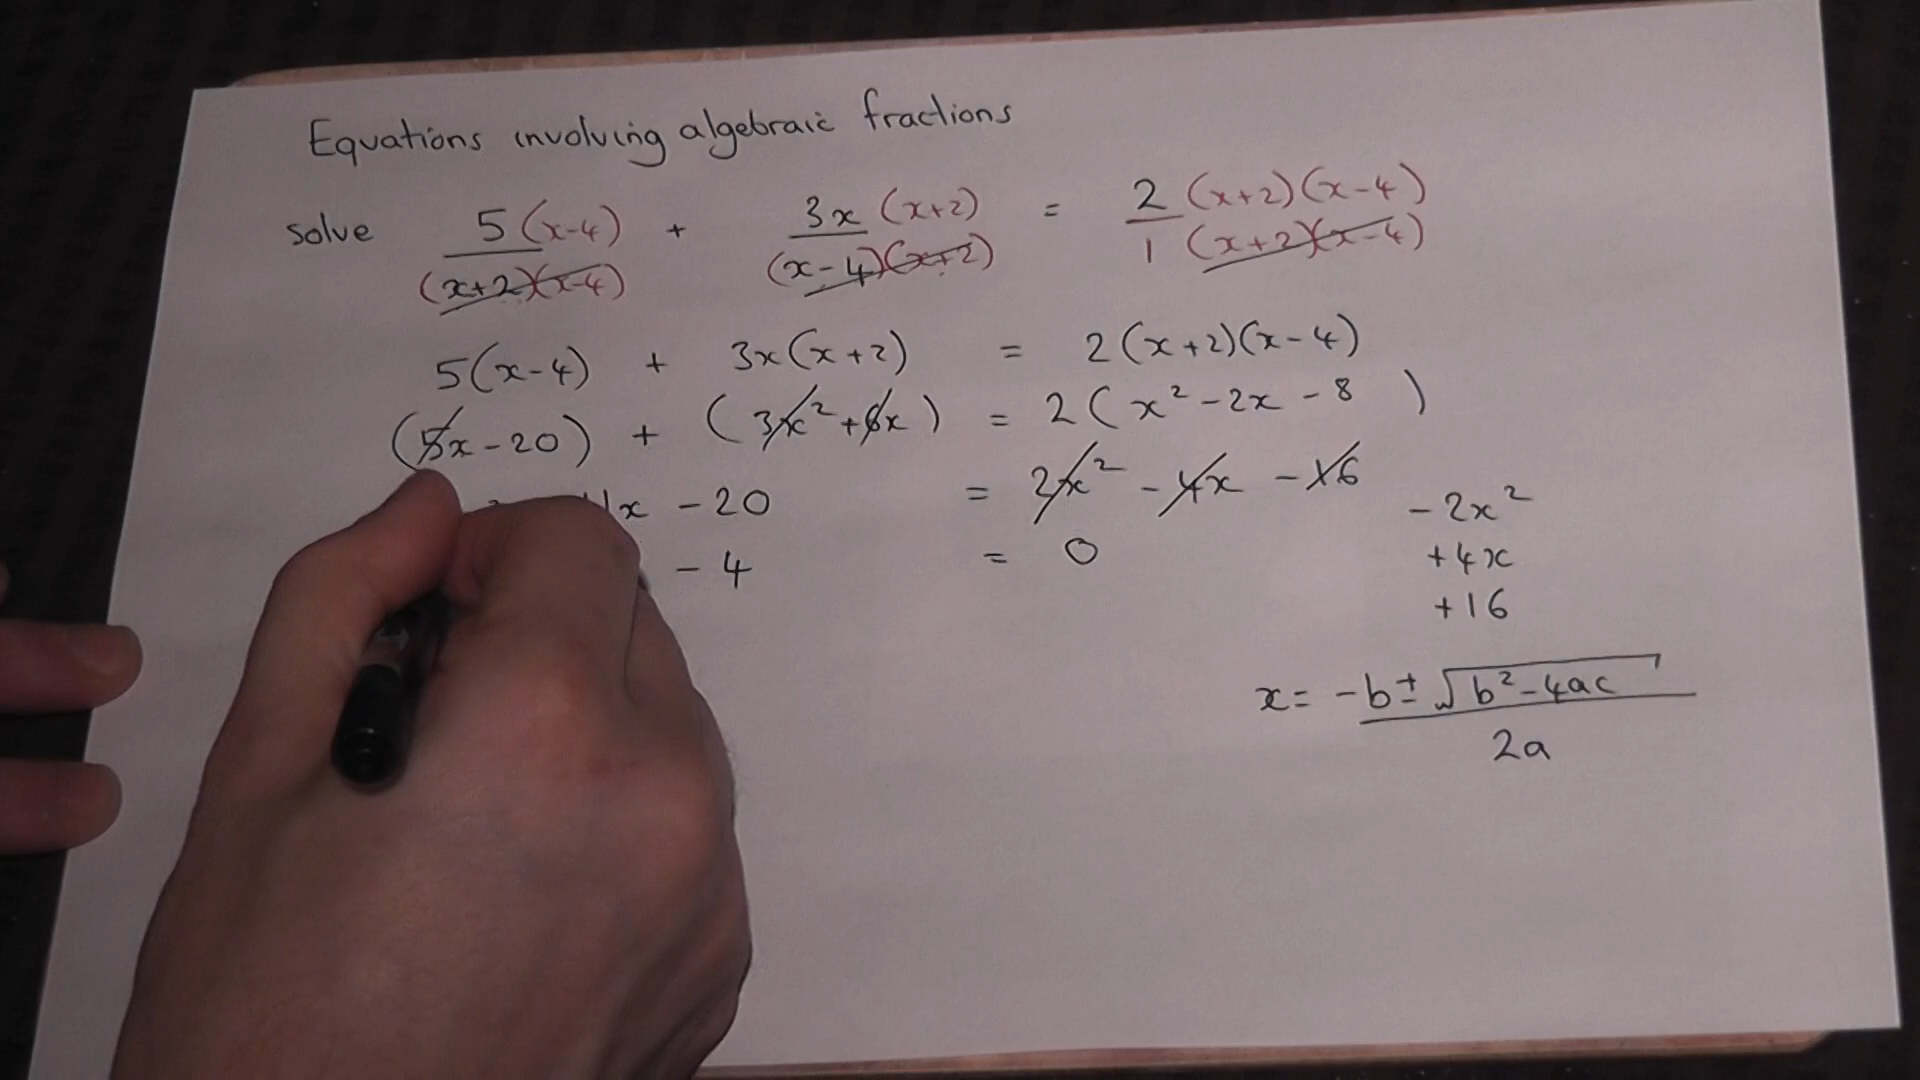 Equations involving algebraic fractions
solve 5(x-4) + 3x(x+2) = 2(x+2)(x-4)
(x+2)(x-4) (x-4)(x+2) 1(x+2)(x-4)
5(x-4) + 3x(x+2) = 2(x+2)(x-4)
(5x-20) + (3x²+6x) = 2(x²-2x-8)
x - 20 = 2x² - 4x - 16
- 4 = 0
-2x²
+4x
+16
x = -b ± √b²-4ac
2a